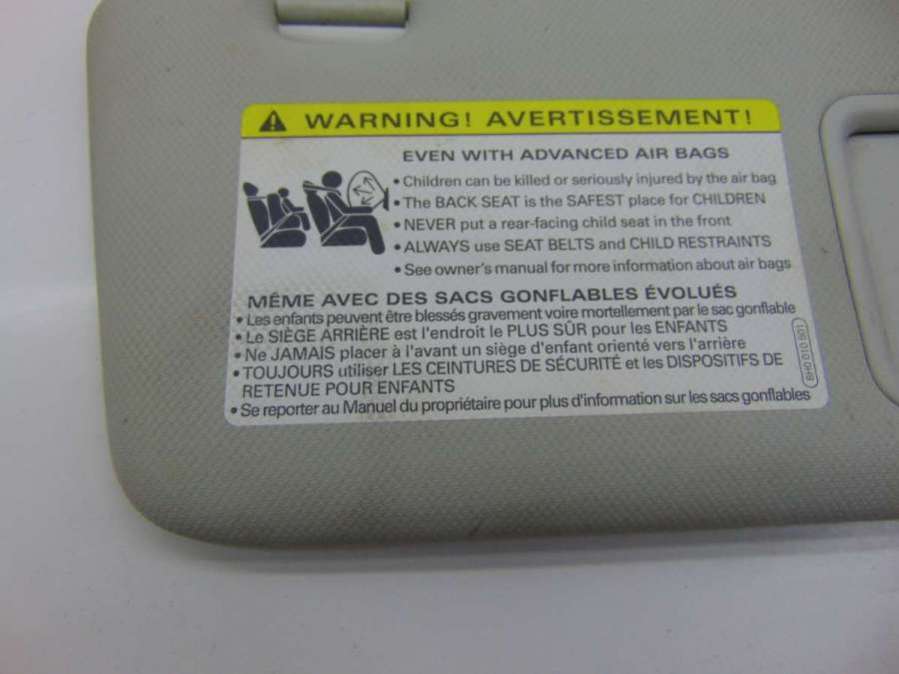 WARNING! AVERTISSEMENT!
EVEN WITH ADVANCED AIR BAGS
• Children can be killed or seriously injured by the air bag
• The BACK SEAT is the SAFEST place for CHILDREN
• NEVER put a rear-facing child seat in the front
• ALWAYS use SEAT BELTS and CHILD RESTRAINTS
• See owner's manual for more information about air bags
MÊME AVEC DES SACS GONFLABLES ÉVOLUÉS
• Les enfants peuvent être blessés gravement voire mortellement par le sac gonflable
• Le SIÈGE ARRIÈRE est l'endroit le PLUS SÛR pour les ENFANTS
• Ne JAMAIS placer à l'avant un siège d'enfant orienté vers l'arrière
• TOUJOURS utiliser LES CEINTURES DE SÉCURITÉ et les DISPOSITIFS DE
RETENUE POUR ENFANTS
• Se reporter au Manuel du propriétaire pour plus d'information sur les sacs gonflables